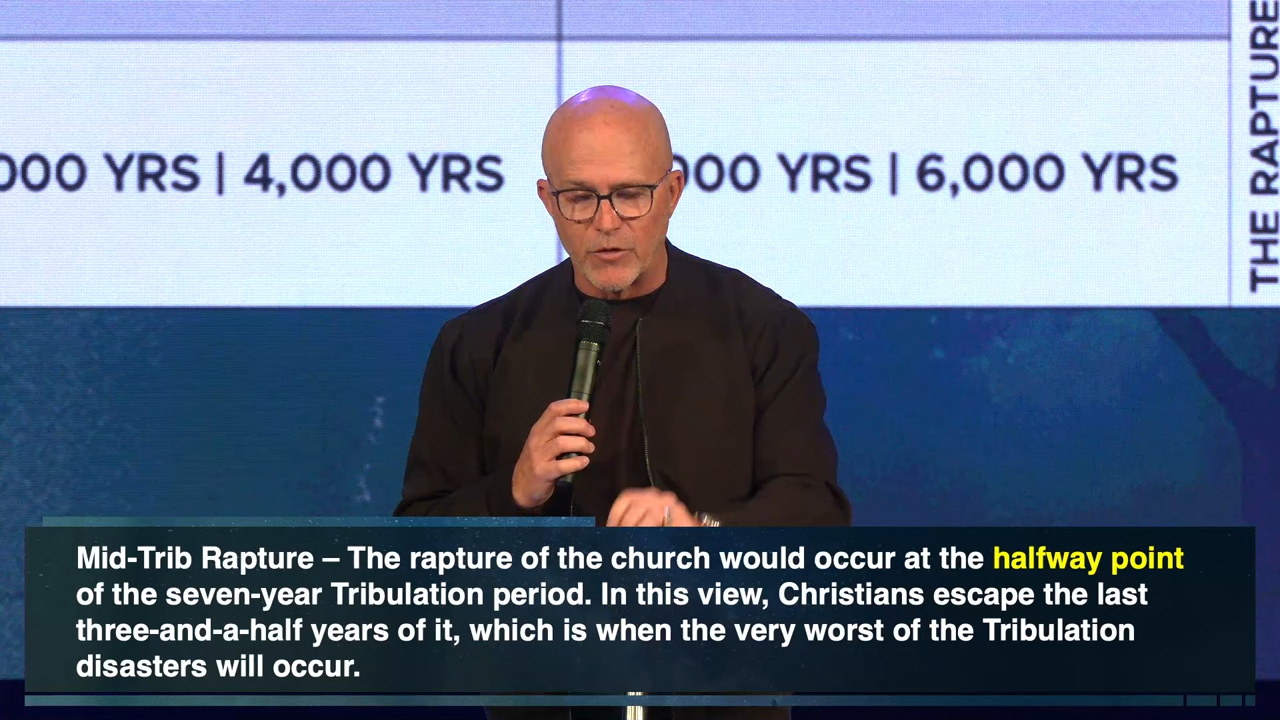 000 YRS | 4,000 YRS
000 YRS | 6,000 YRS
THE RAPTURE
Mid-Trib Rapture – The rapture of the church would occur at the halfway point
of the seven-year Tribulation period. In this view, Christians escape the last
three-and-a-half years of it, which is when the very worst of the Tribulation
disasters will occur.